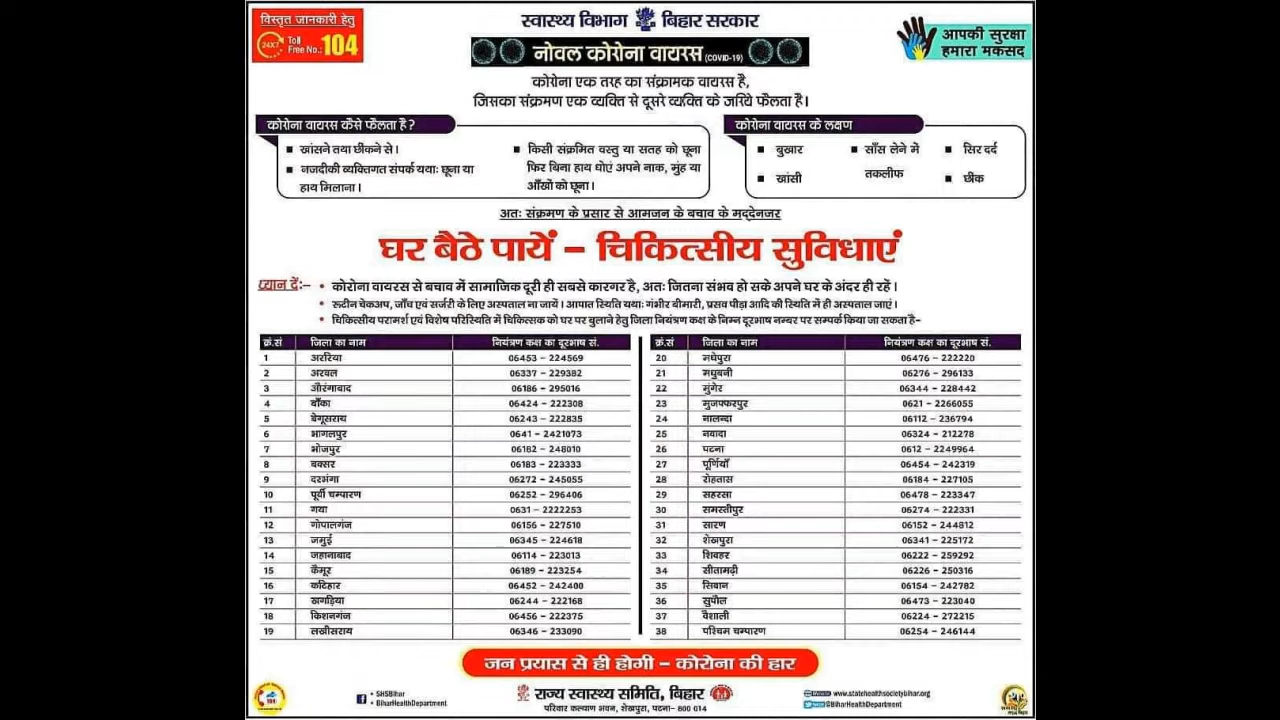 विस्तृत जानकारी हेतु
24X7 Toll
Free No.: 104
स्वास्थ्य विभाग बिहार सरकार
नोवल कोरोना वायरस (COVID-19)
आपकी सुरक्षा
हमारा मकसद
कोरोना एक तरह का संक्रामक वायरस है,
जिसका संक्रमण एक व्यक्ति से दूसरे व्यक्ति के जरिये फैलता है।
कोरोना वायरस कैसे फैलता है?
▪ खांसने तथा छींकने से।
▪ नजदीकी व्यक्तिगत संपर्क यथाः छूना या
हाथ मिलाना।
▪ किसी संक्रमित वस्तु या सतह को छूना
फिर बिना हाथ धोएं अपने नाक, मुंह या
आँखों को छूना।
कोरोना वायरस के लक्षण
▪ बुखार ▪ साँस लेने में ▪ सिर दर्द
तकलीफ
▪ खांसी ▪ छींक
अतः संक्रमण के प्रसार से आमजन के बचाव के मद्देनजर
घर बैठे पायें – चिकित्सीय सुविधाएं
ध्यान दें:– • कोरोना वायरस से बचाव में सामाजिक दूरी ही सबसे कारगर है, अतः जितना संभव हो सके अपने घर के अंदर ही रहें।
• रूटीन चेकअप, जाँच एवं सर्जरी के लिए अस्पताल ना जायें। आपात स्थिति यथाः गंभीर बीमारी, प्रसव पीड़ा आदि की स्थिति में ही अस्पताल जाएं।
• चिकित्सीय परामर्श एवं विशेष परिस्थिति में चिकित्सक को घर पर बुलाने हेतु जिला नियंत्रण कक्ष के निम्न दूरभाष नम्बर पर सम्पर्क किया जा सकता है–
क्रं.सं जिला का नाम नियंत्रण कक्ष का दूरभाष सं.
1 अररिया 06453 – 224569
2 अरवल 06337 – 229382
3 औरंगाबाद 06186 – 295016
4 बाँका 06424 – 222308
5 बेगूसराय 06243 – 222835
6 भागलपुर 0641 – 2421073
7 भोजपुर 06182 – 248010
8 बक्सर 06183 – 223333
9 दरभंगा 06272 – 245055
10 पूर्वी चम्पारण 06252 – 296406
11 गया 0631 – 2222253
12 गोपालगंज 06156 – 227510
13 जमुई 06345 – 224618
14 जहानाबाद 06114 – 223013
15 कैमूर 06189 – 223254
16 कटिहार 06452 – 242400
17 खगड़िया 06244 – 222168
18 किशनगंज 06456 – 222375
19 लखीसराय 06346 – 233090
क्रं.सं जिला का नाम नियंत्रण कक्ष का दूरभाष सं.
20 मधेपुरा 06476 – 222220
21 मधुबनी 06276 – 296133
22 मुंगेर 06344 – 228442
23 मुजफ्फरपुर 0621 – 2266055
24 नालन्दा 06112 – 236794
25 नवादा 06324 – 212278
26 पटना 0612 – 2249964
27 पूर्णियाँ 06454 – 242319
28 रोहतास 06184 – 227105
29 सहरसा 06478 – 223347
30 समस्तीपुर 06274 – 222331
31 सारण 06152 – 244812
32 शेखपुरा 06341 – 225172
33 शिवहर 06222 – 259292
34 सीतामढ़ी 06226 – 250316
35 सिवान 06154 – 242782
36 सुपौल 06473 – 223040
37 वैशाली 06224 – 272215
38 पश्चिम चम्पारण 06254 – 246144
जन प्रयास से ही होगी – कोरोना की हार
104
• SHSBihar
• BiharHealthDepartment
राज्य स्वास्थ्य समिति, बिहार
परिवार कल्याण भवन, शेखपुरा, पटना– 800 014
www.statehealthsocietybihar.org
@BiharHealthDepartment